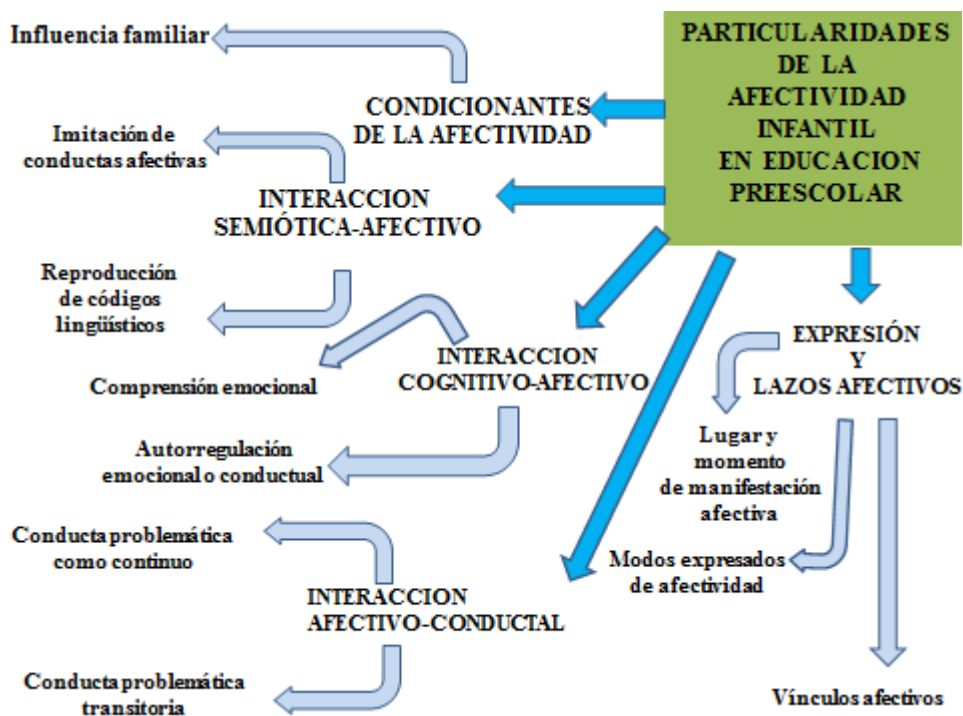 PARTICULARIDADES
DE LA
AFECTIVIDAD
INFANTIL
EN EDUCACION
PREESCOLAR
Influencia familiar
CONDICIONANTES
DE LA AFECTIVIDAD
Imitación de
conductas afectivas
INTERACCION
SEMIÓTICA-AFECTIVO
Reproducción
de códigos
lingüísticos
INTERACCION
COGNITIVO-AFECTIVO
Comprensión emocional
Autorregulación
emocional o conductual
Conducta problemática
como continuo
INTERACCION
AFECTIVO-CONDUCTAL
Conducta problemática
transitoria
EXPRESIÓN
Y
LAZOS AFECTIVOS
Lugar y
momento
de manifestación
afectiva
Modos expresados
de afectividad
Vínculos afectivos